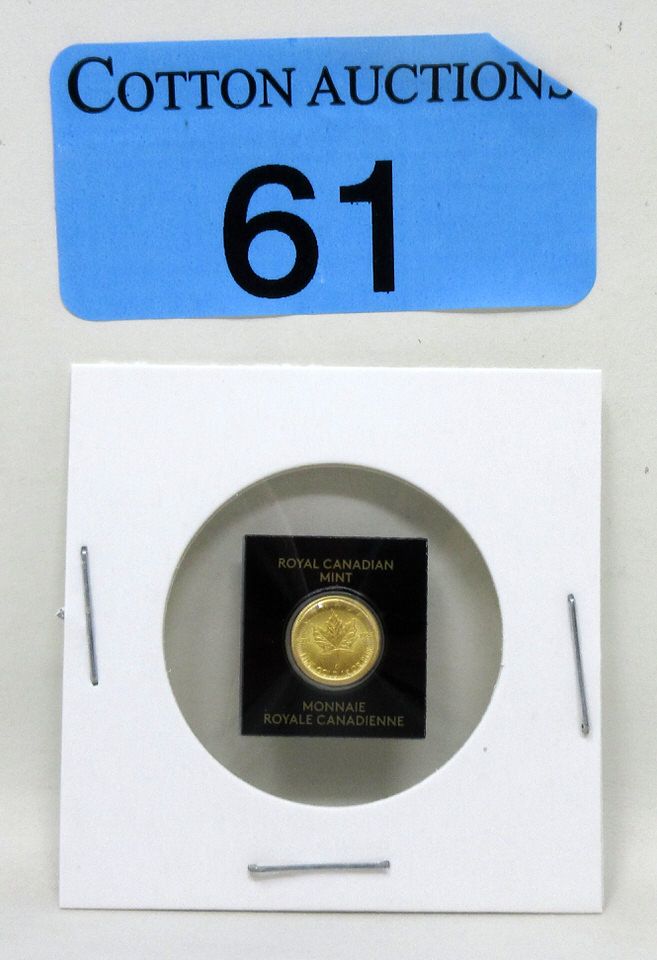 COTTON AUCTIONS
61
ROYAL CANADIAN
MINT
MONNAIE
ROYALE CANADIENNE